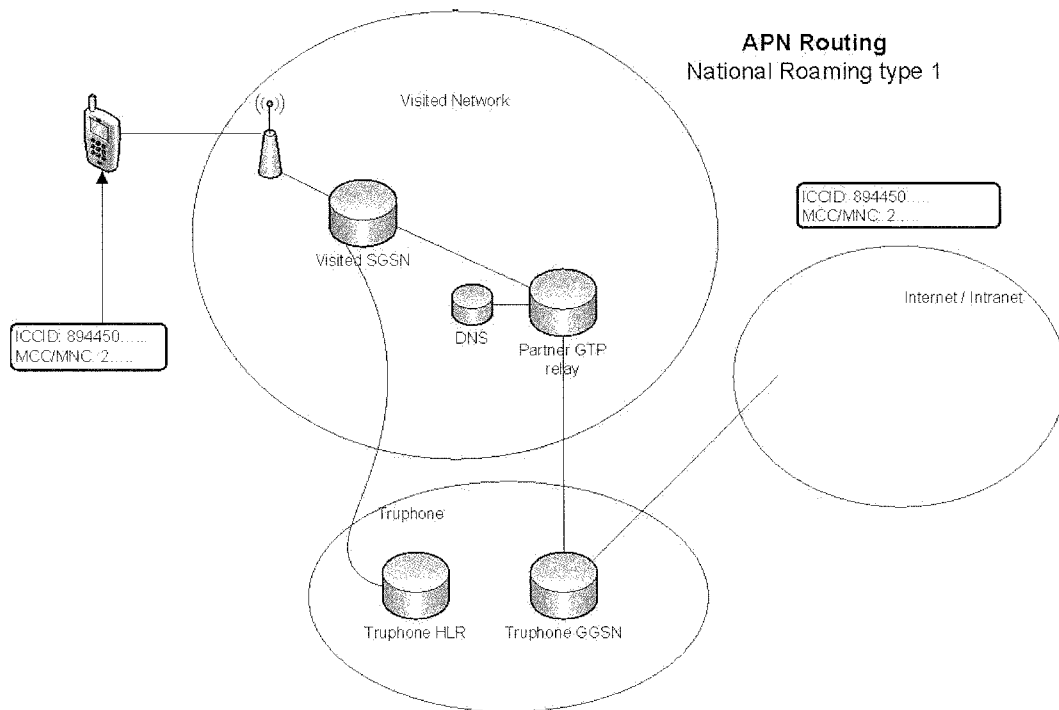 APN Routing
National Roaming type 1
Visited Network
ICCID: 894450.....
MCC/MNC: 2.....
Visited SGSN
Internet / Intranet
DNS
Partner GTP
relay
ICCID: 894450......
MCC/MNC: 2.....
Truphone
Truphone HLR
Truphone GGSN